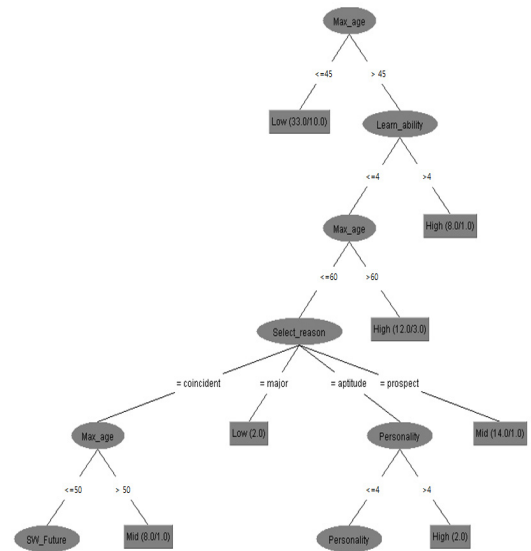 Max_age
<=45
> 45
Low (33.0/10.0)
Learn_ability
<=4
>4
Max_age
High (8.0/1.0)
<=60
>60
Select_reason
High (12.0/3.0)
= coincident
= major
= aptitude
= prospect
Max_age
Low (2.0)
Personality
Mid (14.0/1.0)
<=50
> 50
<=4
>4
SW_Future
Mid (8.0/1.0)
Personality
High (2.0)